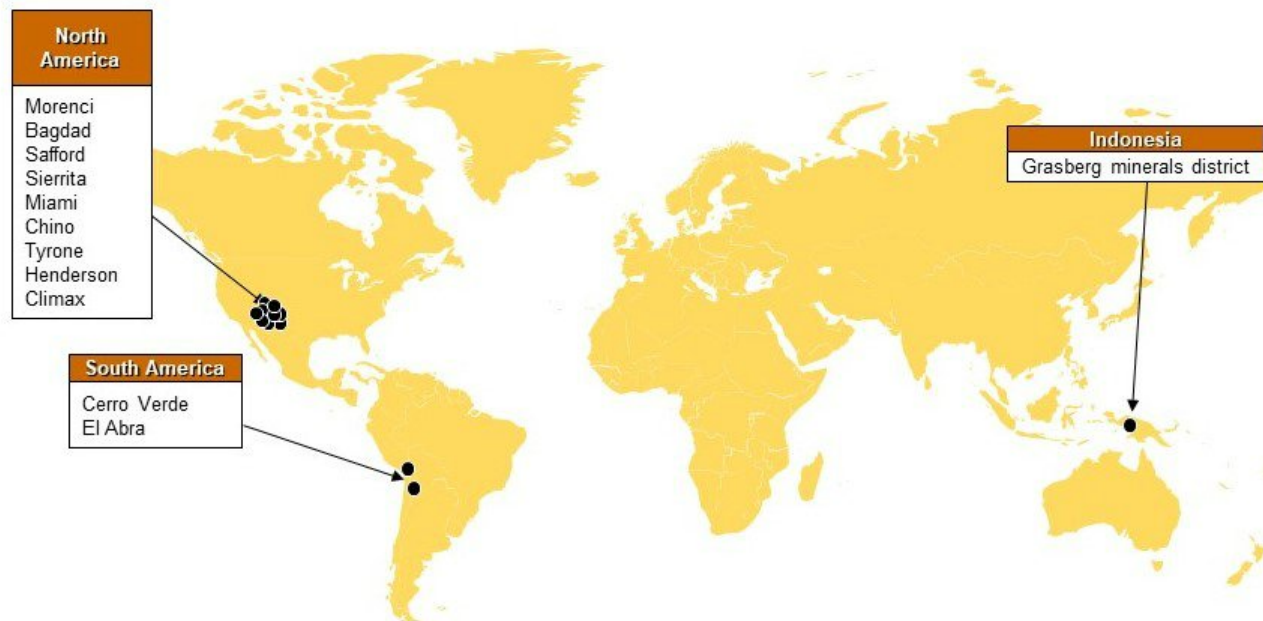 North
America
Morenci
Bagdad
Safford
Sierrita
Miami
Chino
Tyrone
Henderson
Climax
South America
Cerro Verde
El Abra
Indonesia
Grasberg minerals district